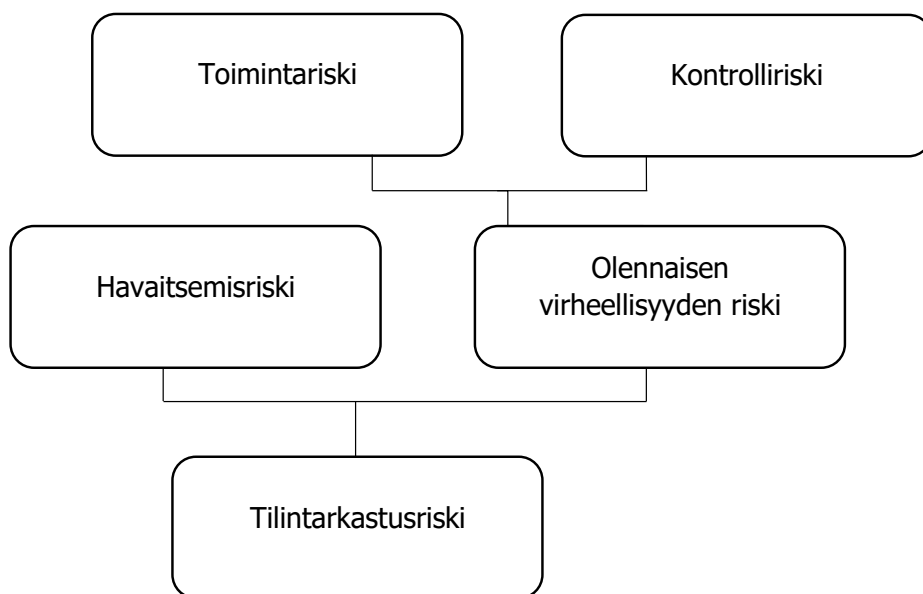 Toimintariski
Kontrolliriski
Havaitsemisriski
Olennaisen
virheellisyyden riski
Tilintarkastusriski